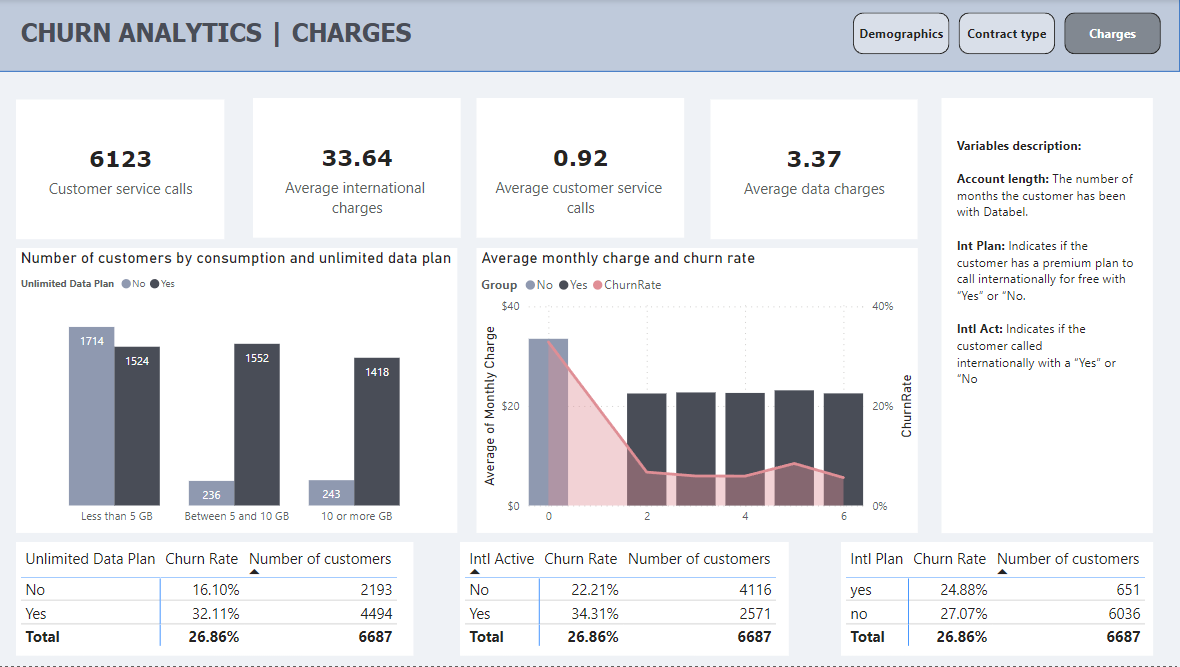 CHURN ANALYTICS | CHARGES
Demographics
Contract type
Charges
6123
Customer service calls
33.64
Average international
charges
0.92
Average customer service
calls
3.37
Average data charges
Variables description:
Account length: The number of
months the customer has been
with Databel.
Int Plan: Indicates if the
customer has a premium plan to
call internationally for free with
“Yes” or “No.
Intl Act: Indicates if the
customer called
internationally with a “Yes” or
“No
Number of customers by consumption and unlimited data plan
Unlimited Data Plan No Yes
1714
1524
236
1552
243
1418
Less than 5 GB
Between 5 and 10 GB
10 or more GB
Average monthly charge and churn rate
Group No Yes ChurnRate
Average of Monthly Charge
$40
$20
$0
0
2
4
6
40%
20%
0%
ChurnRate
Unlimited Data Plan Churn Rate Number of customers
No 16.10% 2193
Yes 32.11% 4494
Total 26.86% 6687
Intl Active Churn Rate Number of customers
No 22.21% 4116
Yes 34.31% 2571
Total 26.86% 6687
Intl Plan Churn Rate Number of customers
yes 24.88% 651
no 27.07% 6036
Total 26.86% 6687